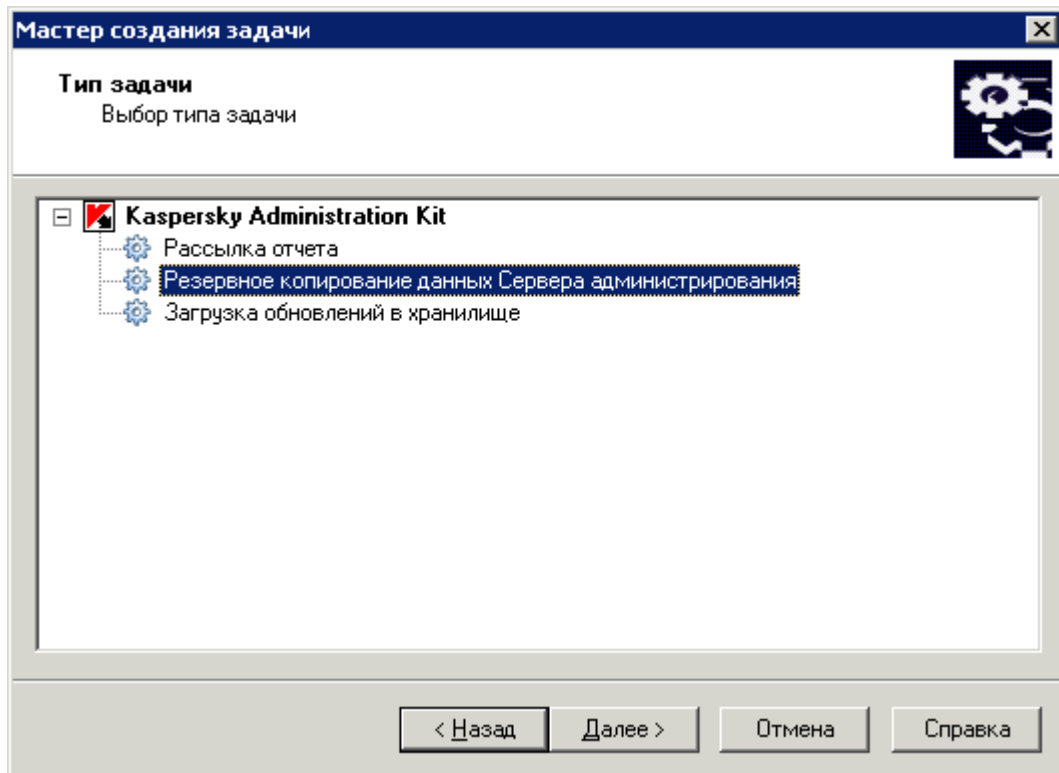 Мастер создания задачи
Тип задачи
Выбор типа задачи
Kaspersky Administration Kit
Рассылка отчета
Резервное копирование данных Сервера администрирования
Загрузка обновлений в хранилище
< Назад
Далее >
Отмена
Справка